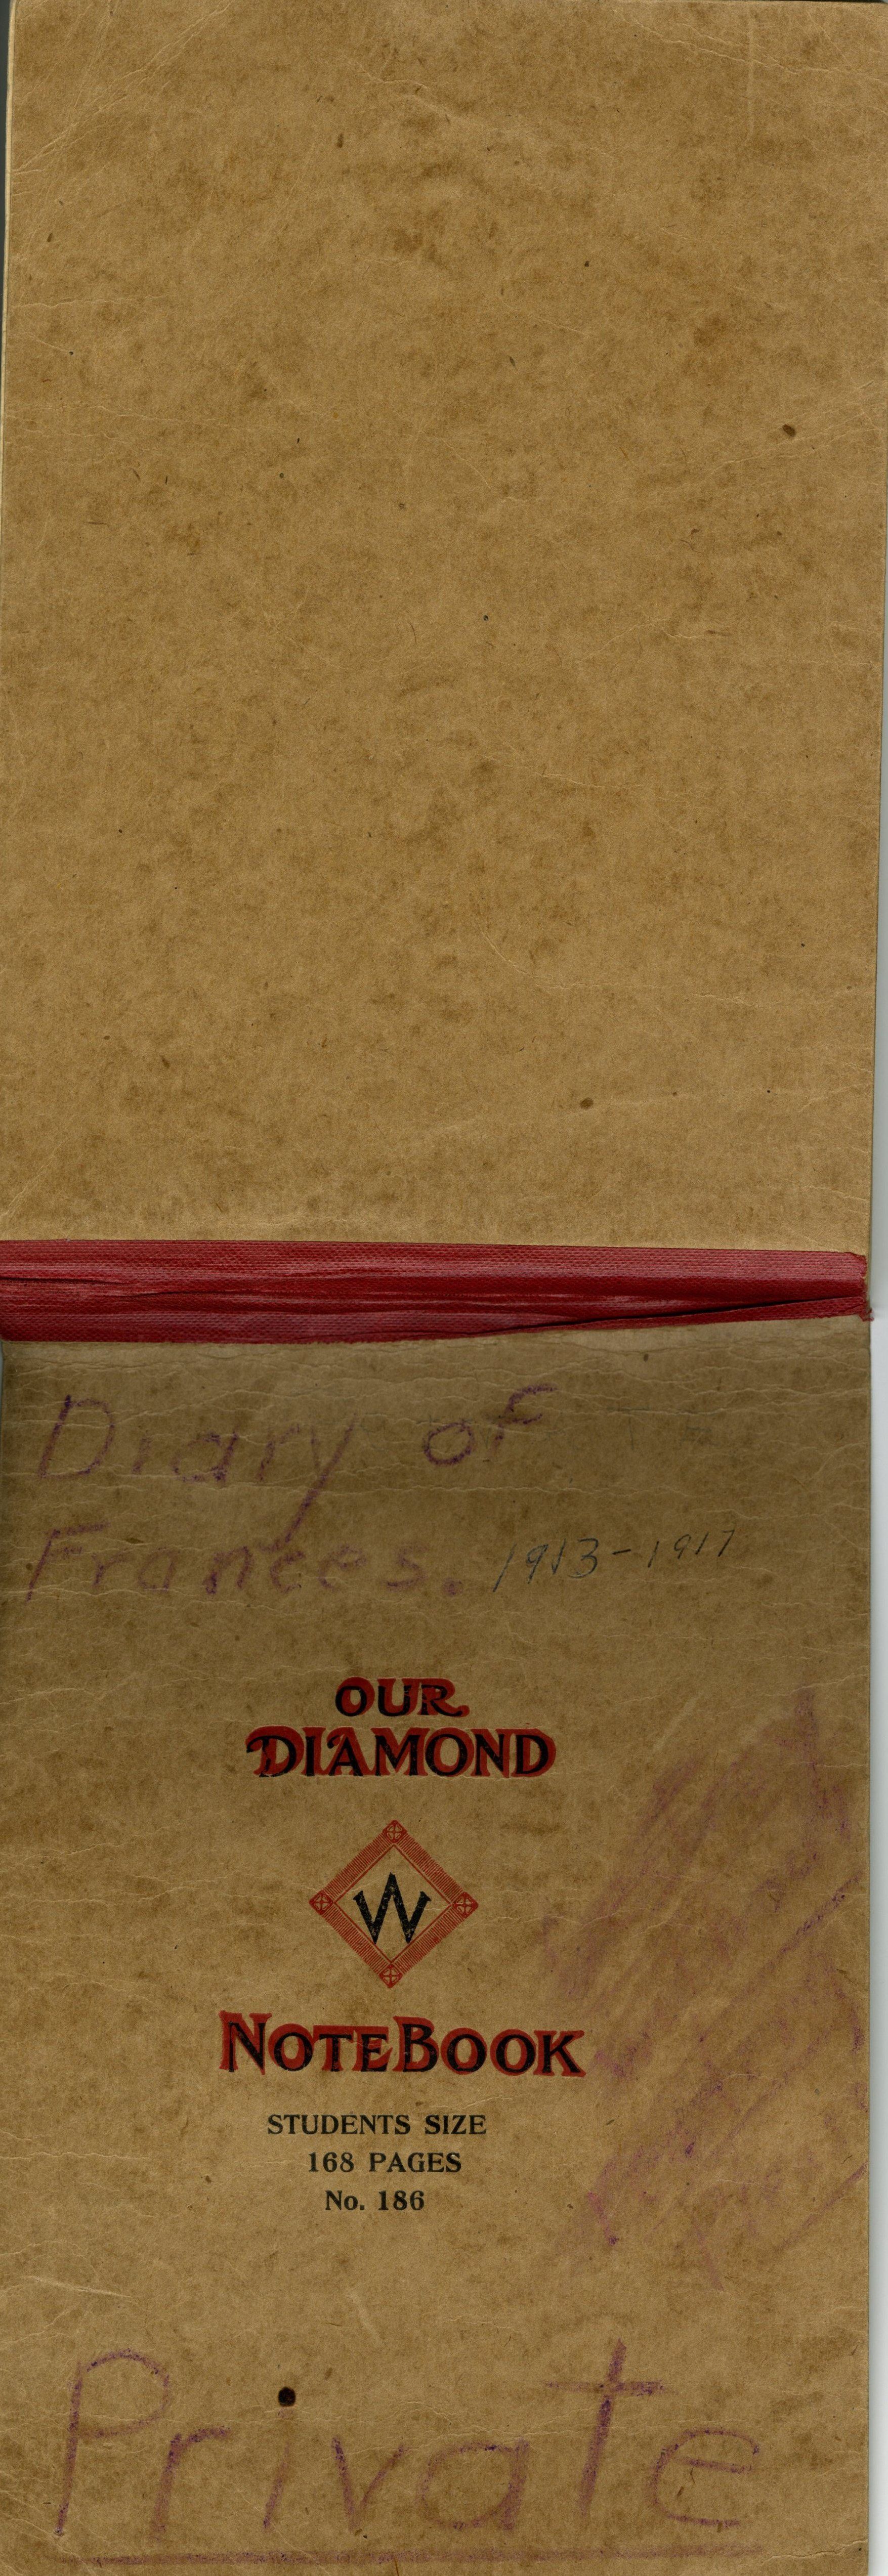 Diary of
Frances. 1913-1917
OUR
DIAMOND
W
NOTEBOOK
STUDENTS SIZE
168 PAGES
No. 186
Private